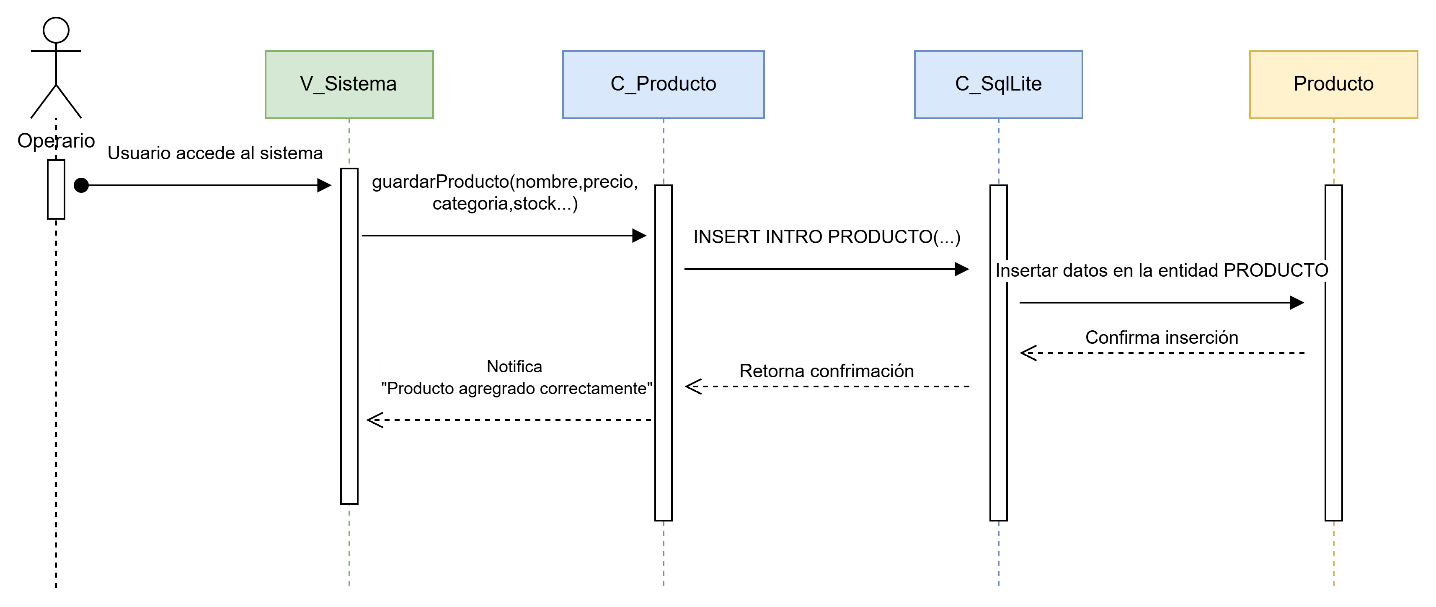 V_Sistema
C_Producto
C_SqlLite
Producto
Operario
Usuario accede al sistema
guardarProducto(nombre,precio,
categoria,stock...)
INSERT INTRO PRODUCTO(...)
Insertar datos en la entidad PRODUCTO
Confirma inserción
Retorna confrimación
Notifica
"Producto agregrado correctamente"